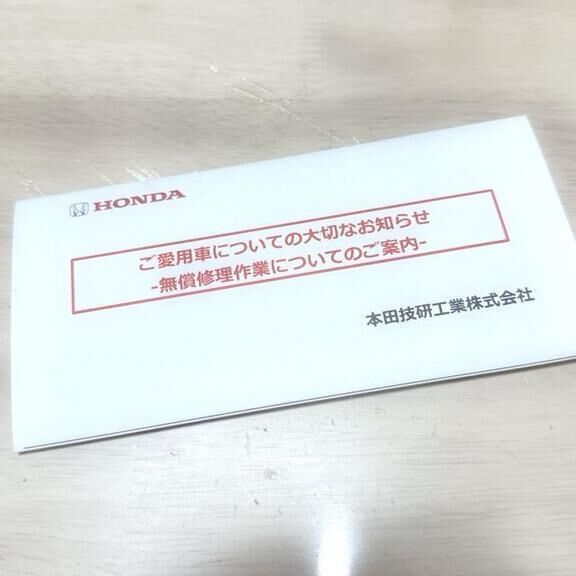 HONDA
ご愛用車についての大切なお知らせ
-無償修理作業についてのご案内-
本田技研工業株式会社